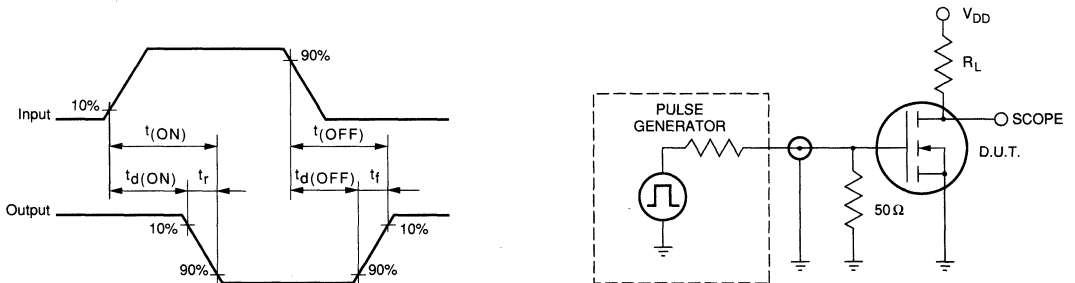 90%
10%
Input
t(ON)
t(OFF)
td(ON)
tr
td(OFF)
tf
Output
10%
10%
90%
90%
VDD
RL
PULSE
GENERATOR
SCOPE
D.U.T.
50Ω